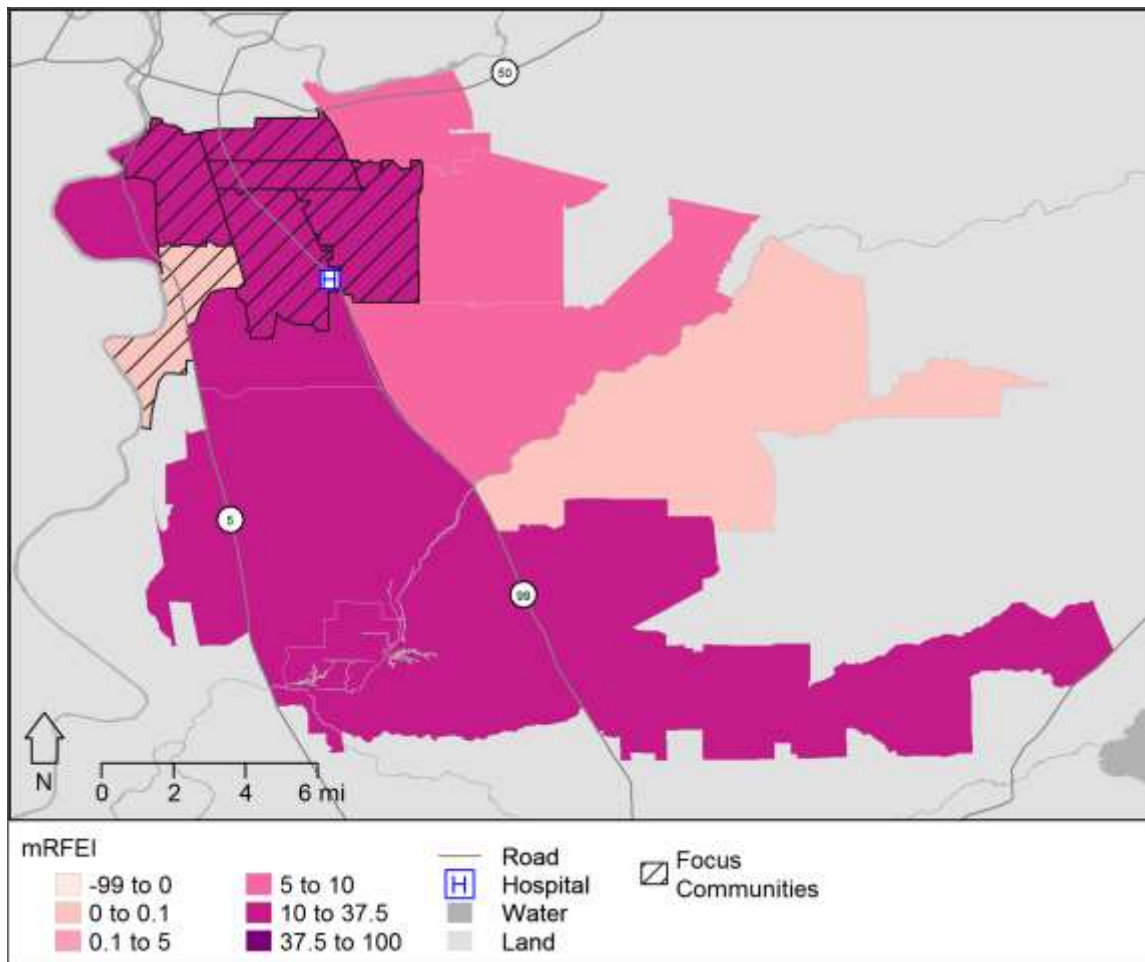 50
H
5
99
N
0 2 4 6 mi
mRFEI
-99 to 0
0 to 0.1
0.1 to 5
5 to 10
10 to 37.5
37.5 to 100
Road
H Hospital
Water
Land
Focus
Communities